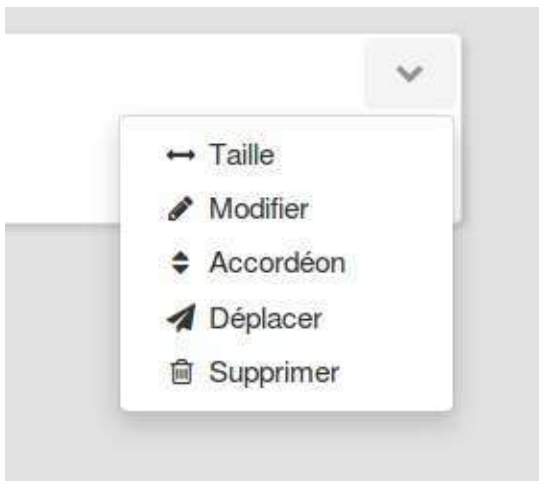 Taille
Modifier
Accordéon
Déplacer
Supprimer